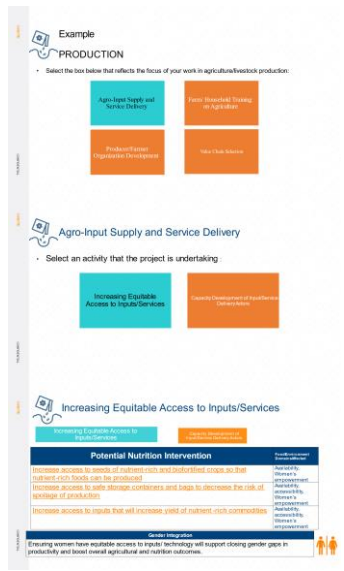 Example
PRODUCTION
• Select the box below that reflects the focus of your work in agriculture/livestock production:
Agro-Input Supply and
Service Delivery
Farmer Household Training
on Agriculture
Producer/Farmer
Organization Development
Value Chain Selection
Agro-Input Supply and Service Delivery
• Select an activity that the project is undertaking
Increasing Equitable
Access to Inputs/Services
Capacity Development of Input/Service
Delivery Actors
Increasing Equitable Access to Inputs/Services
Increasing Equitable Access to
Inputs/Services
Capacity Development of
Input/Service Delivery Actors
Potential Nutrition Intervention
Increase access to seeds of nutrient-rich and biofortified crops so that
nutrient-rich foods can be produced
Availability,
Women's
empowerment
Increase access to safe storage containers and bags to decrease the risk of
spoilage of production
Availability,
accessibility,
Women's
empowerment
Increase access to inputs that will increase yield of nutrient-rich commodities
Availability,
accessibility,
Women's
empowerment
Gender Integration
Ensuring women have equitable access to inputs/ technology will support closing gender gaps in
productivity and boost overall agricultural and nutrition outcomes.